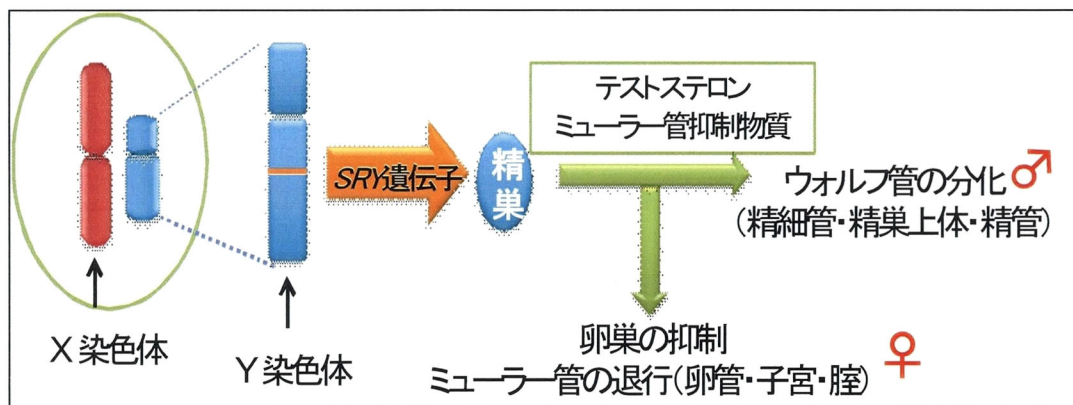 X 染色体
Y 染色体
SRY遺伝子
精巣
テストステロン
ミューラー管抑制物質
ウォルフ管の分化♂
(精細管・精巣上体・精管)
卵巣の抑制
ミューラー管の退行(卵管・子宮・腟)♀